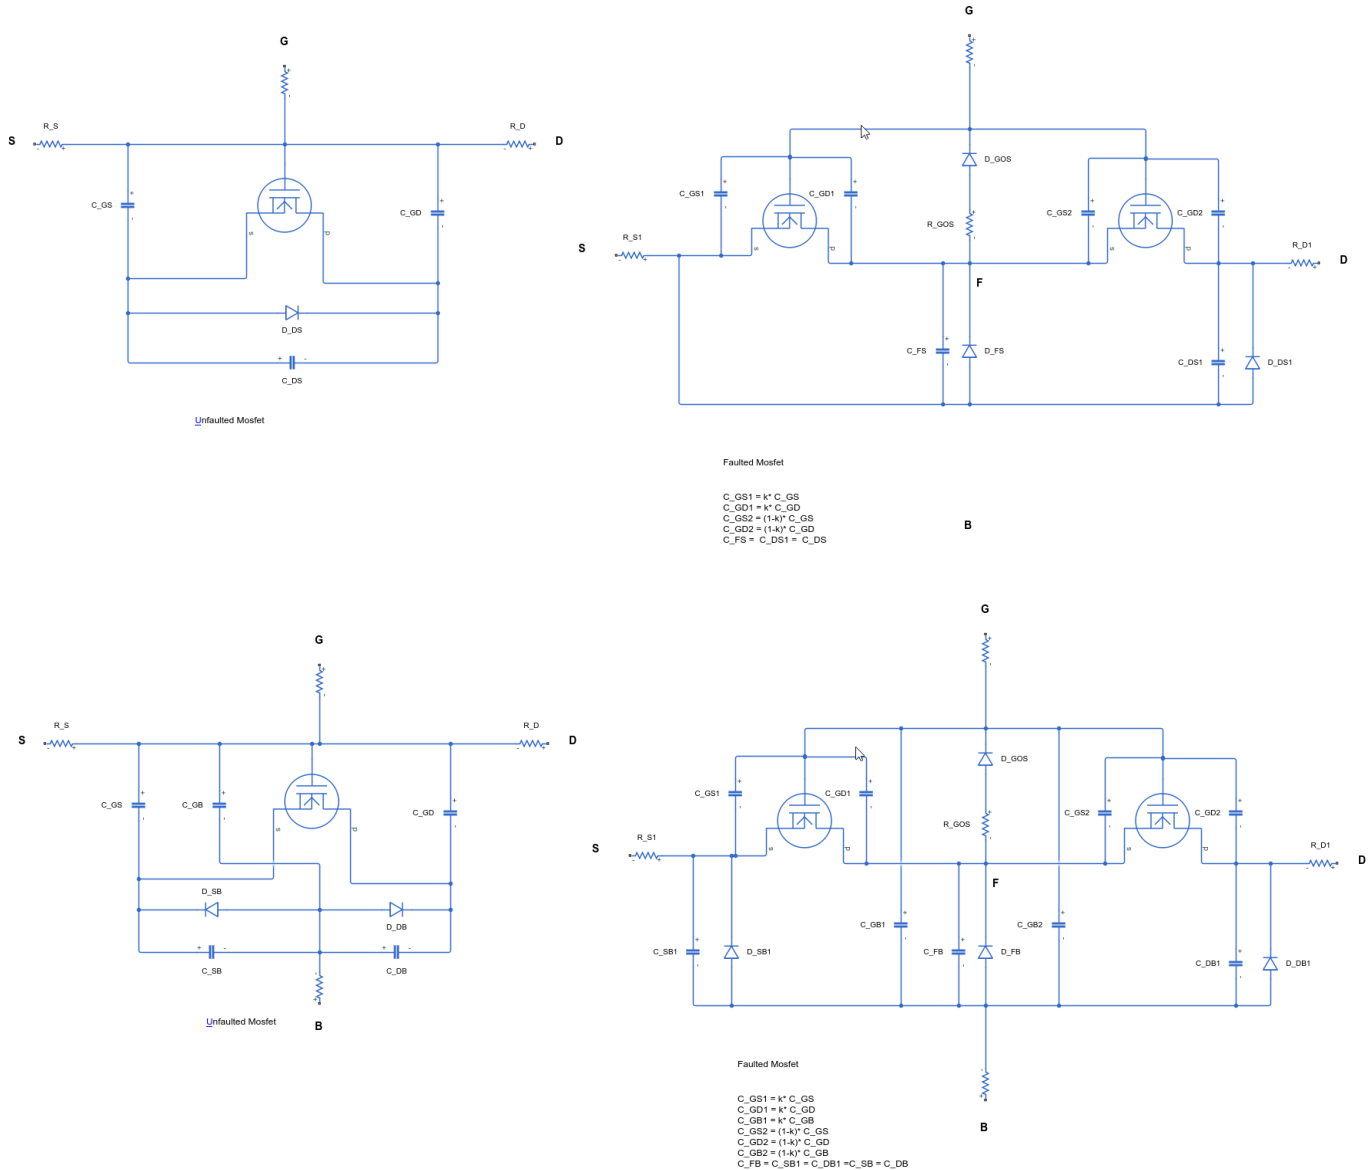 G
R_S
R_D
S
D
C_GS
C_GD
s
d
D_DS
C_DS
Unfaulted Mosfet
G
D_GOS
C_GS1
C_GD1
C_GS2
C_GD2
R_GOS
S
R_S1
s
d
s
d
R_D1
D
F
C_FS
D_FS
C_DS1
D_DS1
Faulted Mosfet
C_GS1 = k* C_GS
C_GD1 = k* C_GD
C_GS2 = (1-k)* C_GS
C_GD2 = (1-k)* C_GD
C_FS = C_DS1 = C_DS
B
G
R_S
R_D
S
D
C_GS
C_GB
C_GD
s
d
D_SB
D_DB
C_SB
C_DB
Unfaulted Mosfet
B
G
D_GOS
C_GS1
C_GD1
R_GOS
C_GS2
C_GD2
S
R_S1
s
d
s
d
R_D1
D
F
C_SB1
D_SB1
C_GB1
C_FB
D_FB
C_GB2
C_DB1
D_DB1
Faulted Mosfet
C_GS1 = k* C_GS
C_GD1 = k* C_GD
C_GB1 = k* C_GB
C_GS2 = (1-k)* C_GS
C_GD2 = (1-k)* C_GD
C_GB2 = (1-k)* C_GB
C_FB = C_SB1 = C_DB1 =C_SB = C_DB
B